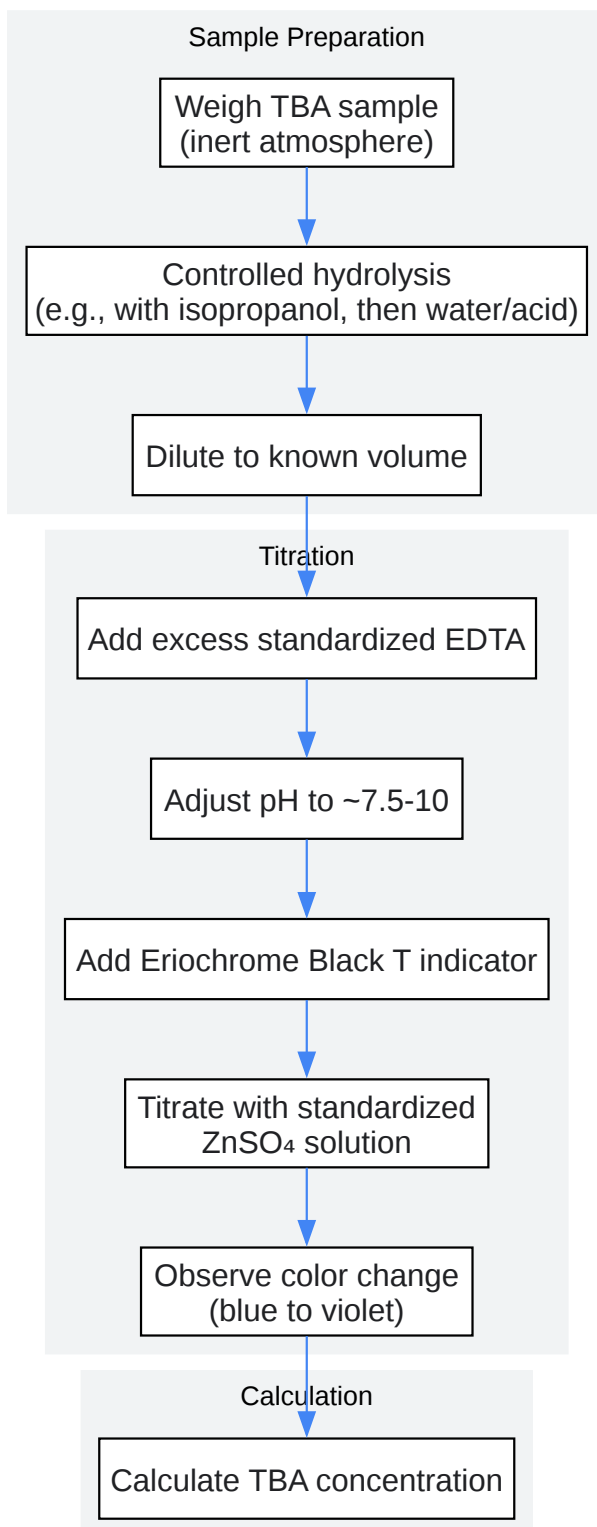 Sample Preparation
Weigh TBA sample
(inert atmosphere)
Controlled hydrolysis
(e.g., with isopropanol, then water/acid)
Dilute to known volume
Titration
Add excess standardized EDTA
Adjust pH to ~7.5-10
Add Eriochrome Black T indicator
Titrate with standardized
ZnSO₄ solution
Observe color change
(blue to violet)
Calculation
Calculate TBA concentration